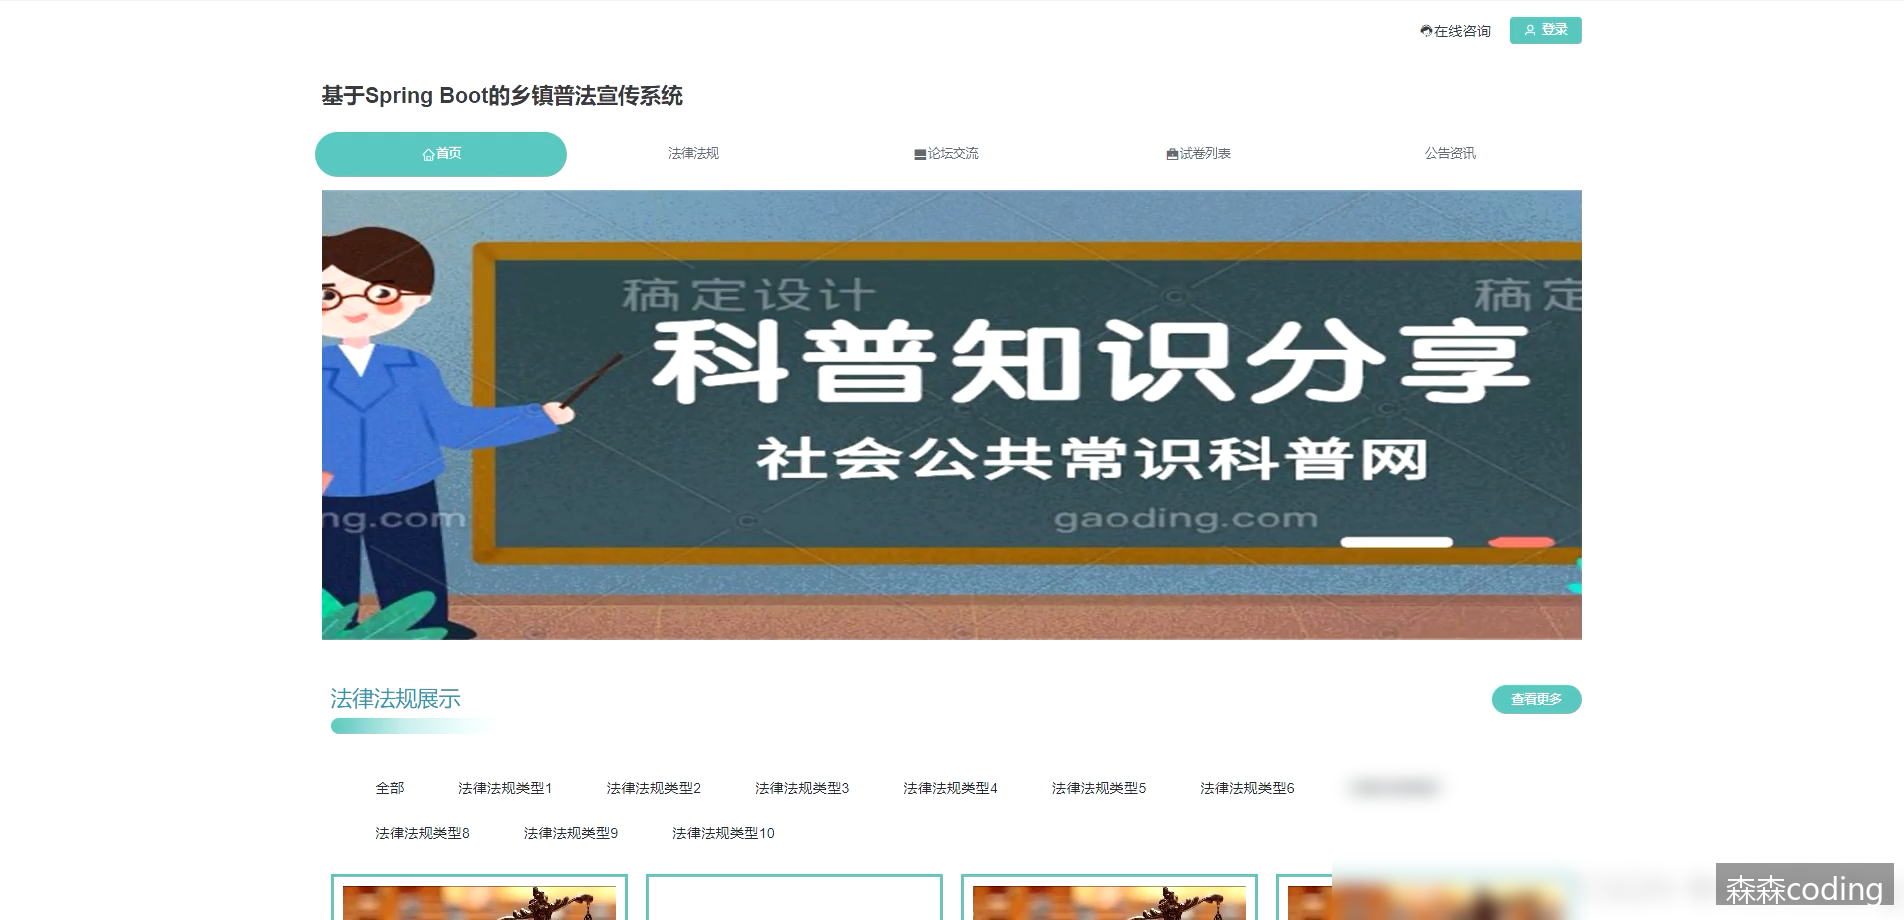 在线咨询 登录
基于Spring Boot的乡镇普法宣传系统
首页 法律法规 论坛交流 试卷列表 公告资讯
稿定设计 稿定
科普知识分享
社会公共常识科普网
ng.com gaoding.com
法律法规展示 查看更多
全部 法律法规类型1 法律法规类型2 法律法规类型3 法律法规类型4 法律法规类型5 法律法规类型6
法律法规类型8 法律法规类型9 法律法规类型10
森森coding